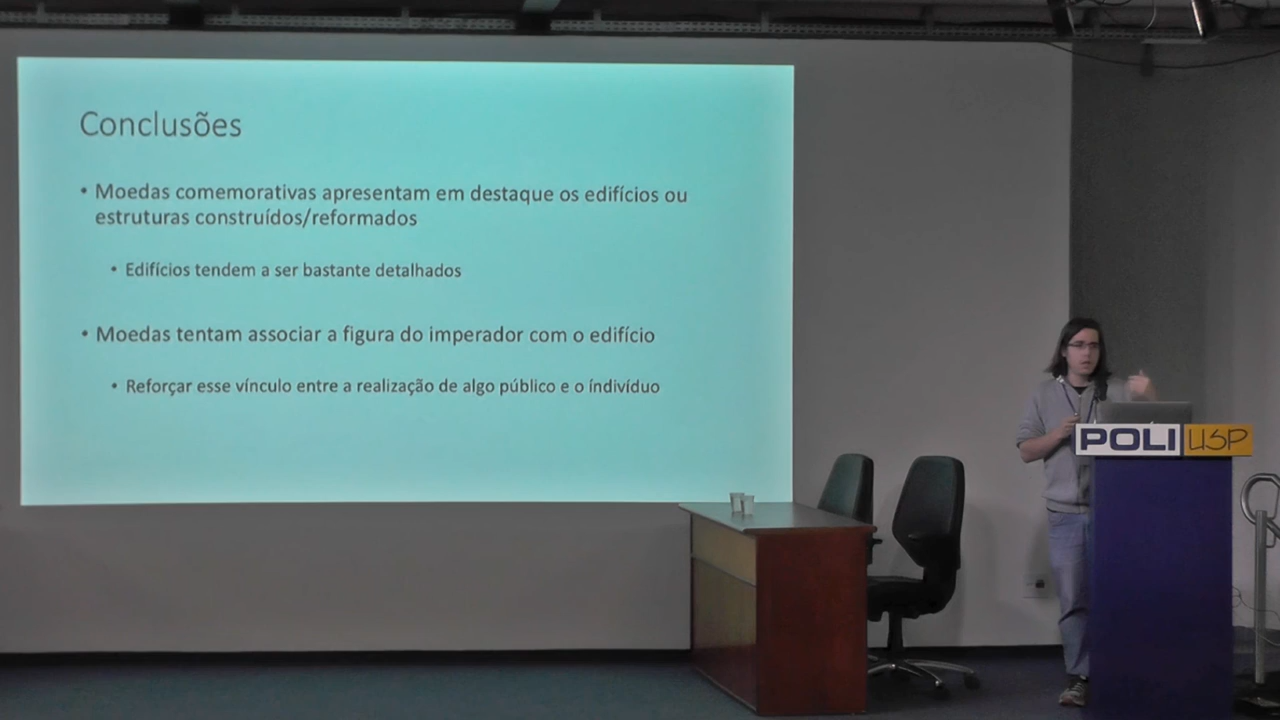 Conclusões
• Moedas comemorativas apresentam em destaque os edifícios ou
estruturas construídos/reformados
• Edifícios tendem a ser bastante detalhados
• Moedas tentam associar a figura do imperador com o edifício
• Reforçar esse vínculo entre a realização de algo público e o indivíduo
POLI USP